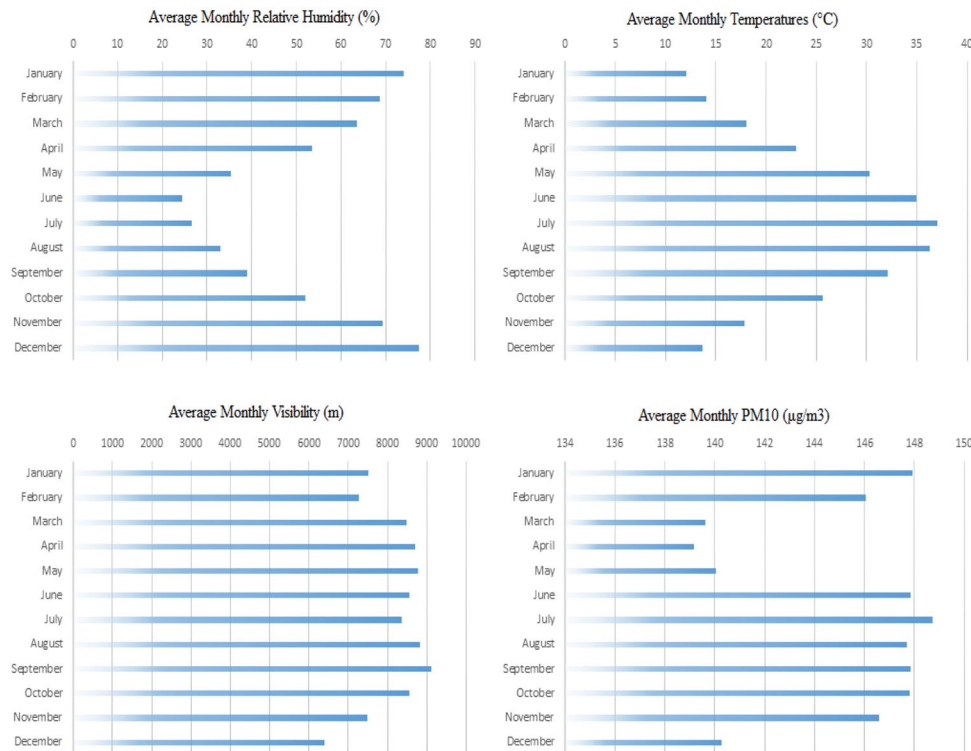 Average Monthly Relative Humidity (%)
0 10 20 30 40 50 60 70 80 90
January
February
March
April
May
June
July
August
September
October
November
December
Average Monthly Temperatures (°C)
0 5 10 15 20 25 30 35 40
January
February
March
April
May
June
July
August
September
October
November
December
Average Monthly Visibility (m)
0 1000 2000 3000 4000 5000 6000 7000 8000 9000 10000
January
February
March
April
May
June
July
August
September
October
November
December
Average Monthly PM10 (µg/m3)
134 136 138 140 142 144 146 148 150
January
February
March
April
May
June
July
August
September
October
November
December